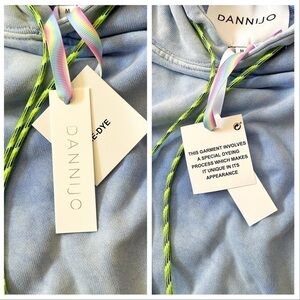 M
DANNIJO
E-DYE
M
DANNIJO
THIS GARMENT INVOLVES
A SPECIAL DYEING
PROCESS WHICH MAKES
IT UNIQUE IN ITS
APPEARANCE